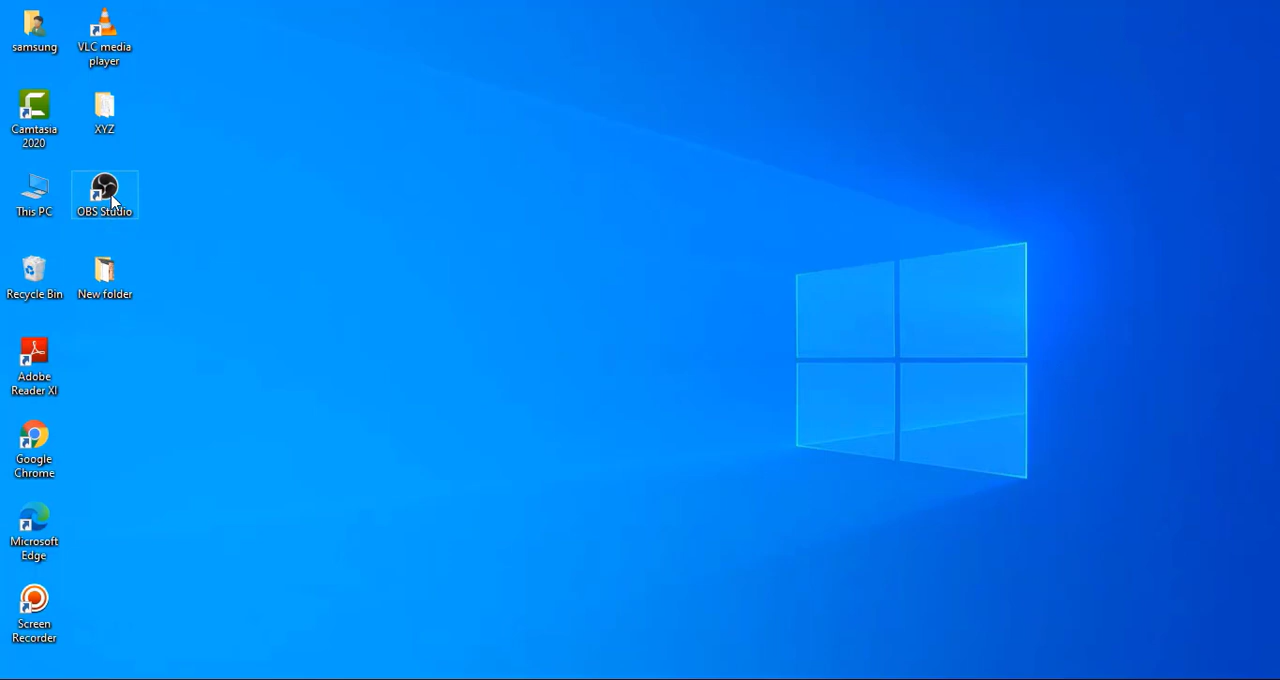 samsung
VLC media
player
Camtasia
2020
XYZ
This PC
OBS Studio
Recycle Bin
New folder
Adobe
Reader XI
Google
Chrome
Microsoft
Edge
Screen
Recorder